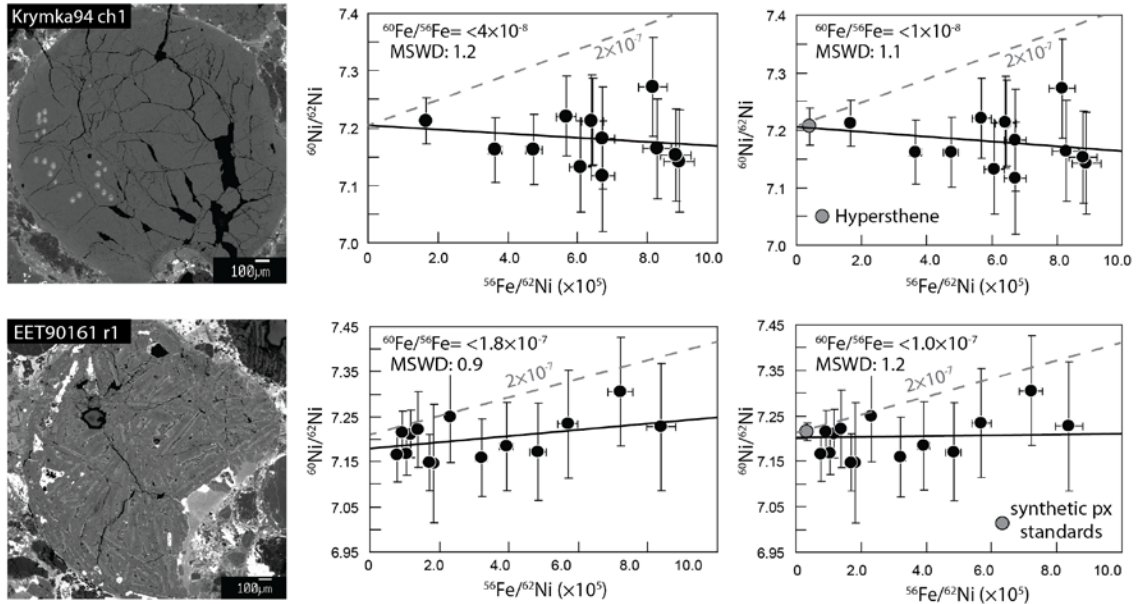 Krymka94 ch1
100μm
⁶⁰Fe/⁵⁶Fe= <4×10⁻⁸
MSWD: 1.2
2×10⁻⁷
⁶⁰Ni/⁶²Ni
7.4
7.3
7.2
7.1
7.0
2.0 4.0 6.0 8.0 10.0
⁵⁶Fe/⁶²Ni (×10⁵)
⁶⁰Fe/⁵⁶Fe= <1×10⁻⁸
MSWD: 1.1
2×10⁻⁷
⁶⁰Ni/⁶²Ni
7.4
7.3
7.2
7.1
7.0
Hypersthene
2.0 4.0 6.0 8.0 10.0
⁵⁶Fe/⁶²Ni (×10⁵)
EET90161 r1
100μm
⁶⁰Fe/⁵⁶Fe= <1.8×10⁻⁷
MSWD: 0.9
2×10⁻⁷
⁶⁰Ni/⁶²Ni
7.45
7.35
7.25
7.15
7.05
6.95
2.0 4.0 6.0 8.0 10.0
⁵⁶Fe/⁶²Ni (×10⁵)
⁶⁰Fe/⁵⁶Fe= <1.0×10⁻⁷
MSWD: 1.2
2×10⁻⁷
⁶⁰Ni/⁶²Ni
7.45
7.35
7.25
7.15
7.05
6.95
synthetic px
standards
2.0 4.0 6.0 8.0 10.0
⁵⁶Fe/⁶²Ni (×10⁵)